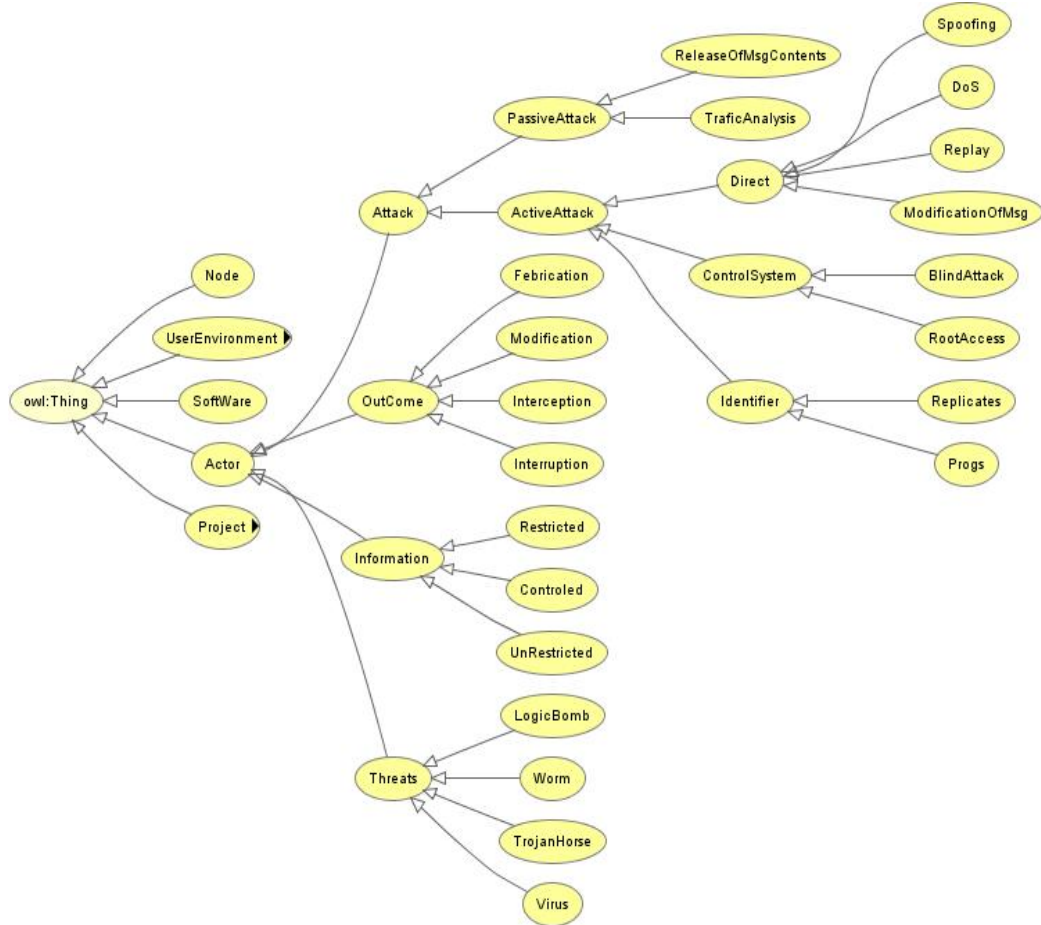 Spoofing
ReleaseOfMsgContents
DoS
PassiveAttack
TraficAnalysis
Replay
Direct
Attack
ActiveAttack
ModificationOfMsg
Node
Febrication
ControlSystem
BlindAttack
UserEnvironment
Modification
RootAccess
owl:Thing
SoftWare
OutCome
Interception
Identifier
Replicates
Actor
Interruption
Progs
Project
Restricted
Information
Controled
UnRestricted
LogicBomb
Threats
Worm
TrojanHorse
Virus